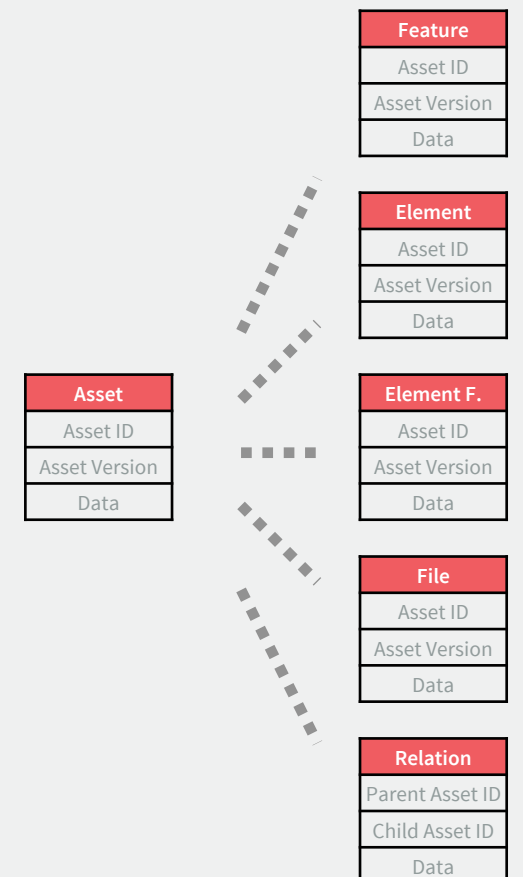 Feature
Asset ID
Asset Version
Data
Element
Asset ID
Asset Version
Data
Asset
Asset ID
Asset Version
Data
Element F.
Asset ID
Asset Version
Data
File
Asset ID
Asset Version
Data
Relation
Parent Asset ID
Child Asset ID
Data